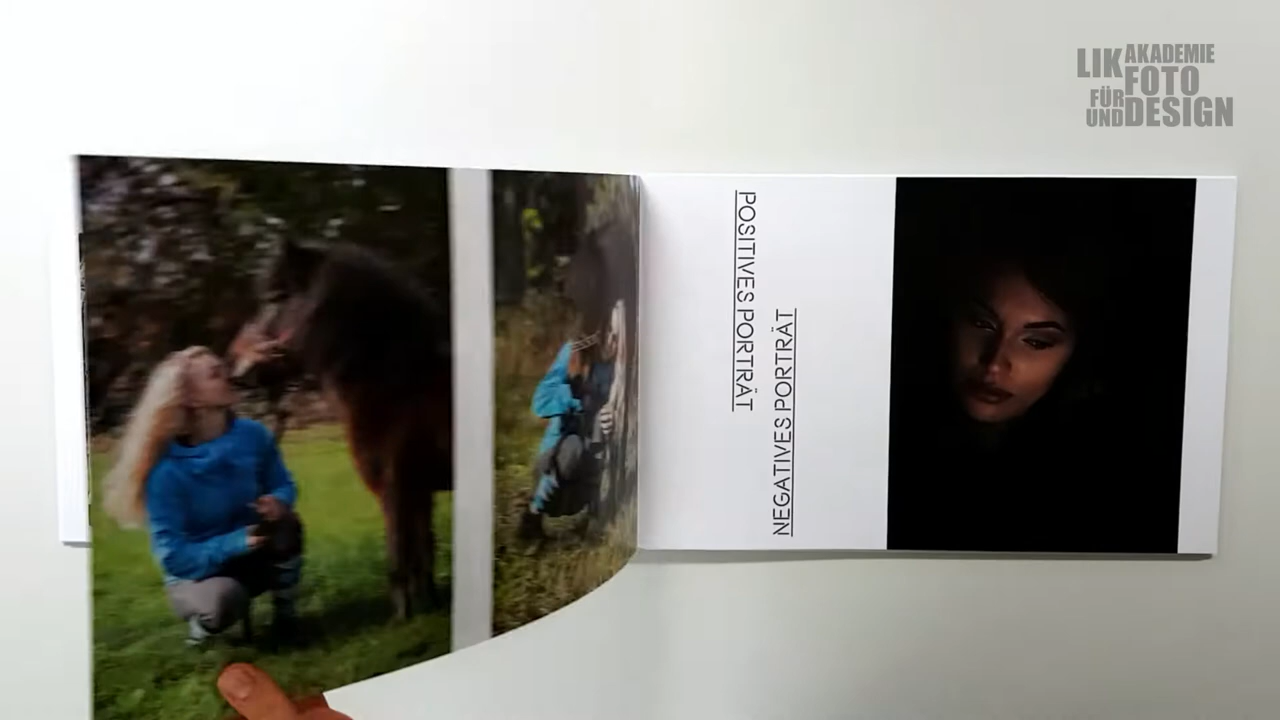 POSITIVES PORTRÄT
NEGATIVES PORTRÄT
LIK AKADEMIE
FÜR FOTO
UND DESIGN